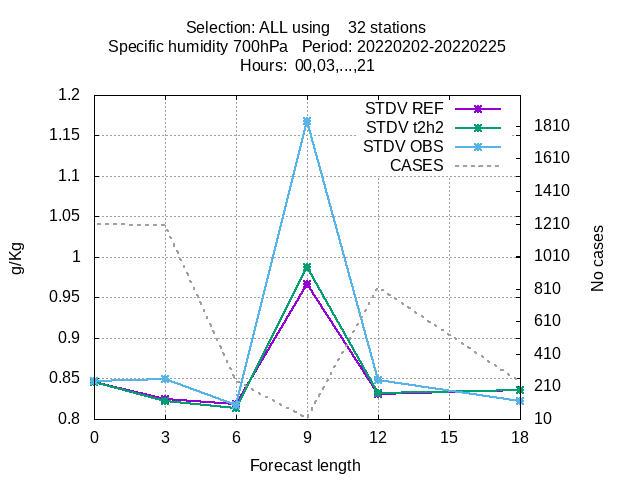 Selection: ALL using    32 stations
Specific humidity 700hPa   Period: 20220202-20220225
Hours: 00,03,...,21
STDV REF
STDV t2h2
STDV OBS
CASES
1.2
1.15
1.1
1.05
1
0.95
0.9
0.85
0.8
g/Kg
1810
1610
1410
1210
1010
810
610
410
210
10
No cases
0 3 6 9 12 15 18
Forecast length